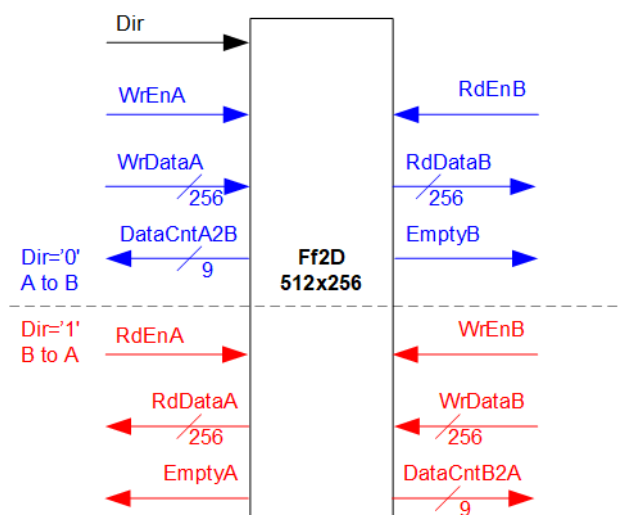 Dir
WrEnA
RdEnB
WrDataA
RdDataB
256
256
DataCntA2B
EmptyB
9
Ff2D
512x256
Dir='0'
A to B
Dir='1'
B to A
RdEnA
WrEnB
RdDataA
WrDataB
256
256
EmptyA
DataCntB2A
9